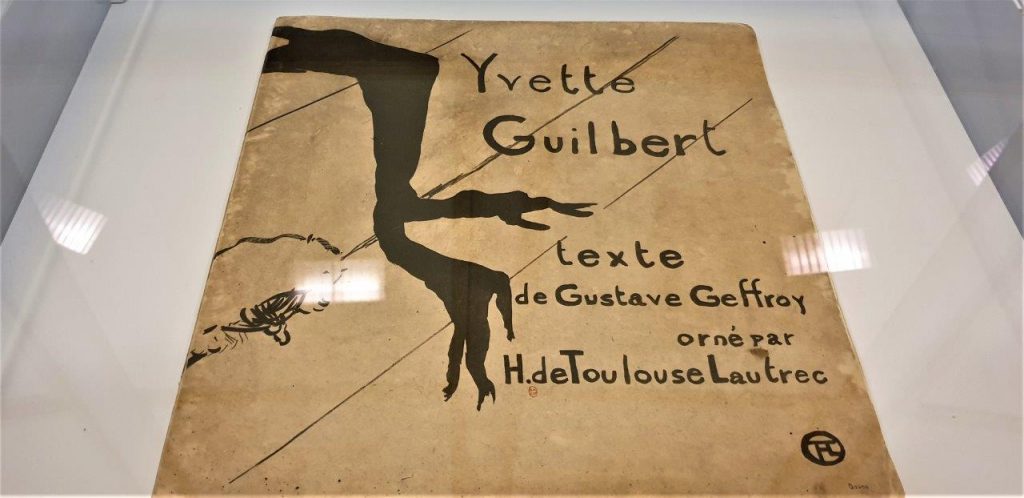 Yvette
Guilbert
texte
de Gustave Geffroy
orné par
H. de Toulouse Lautrec